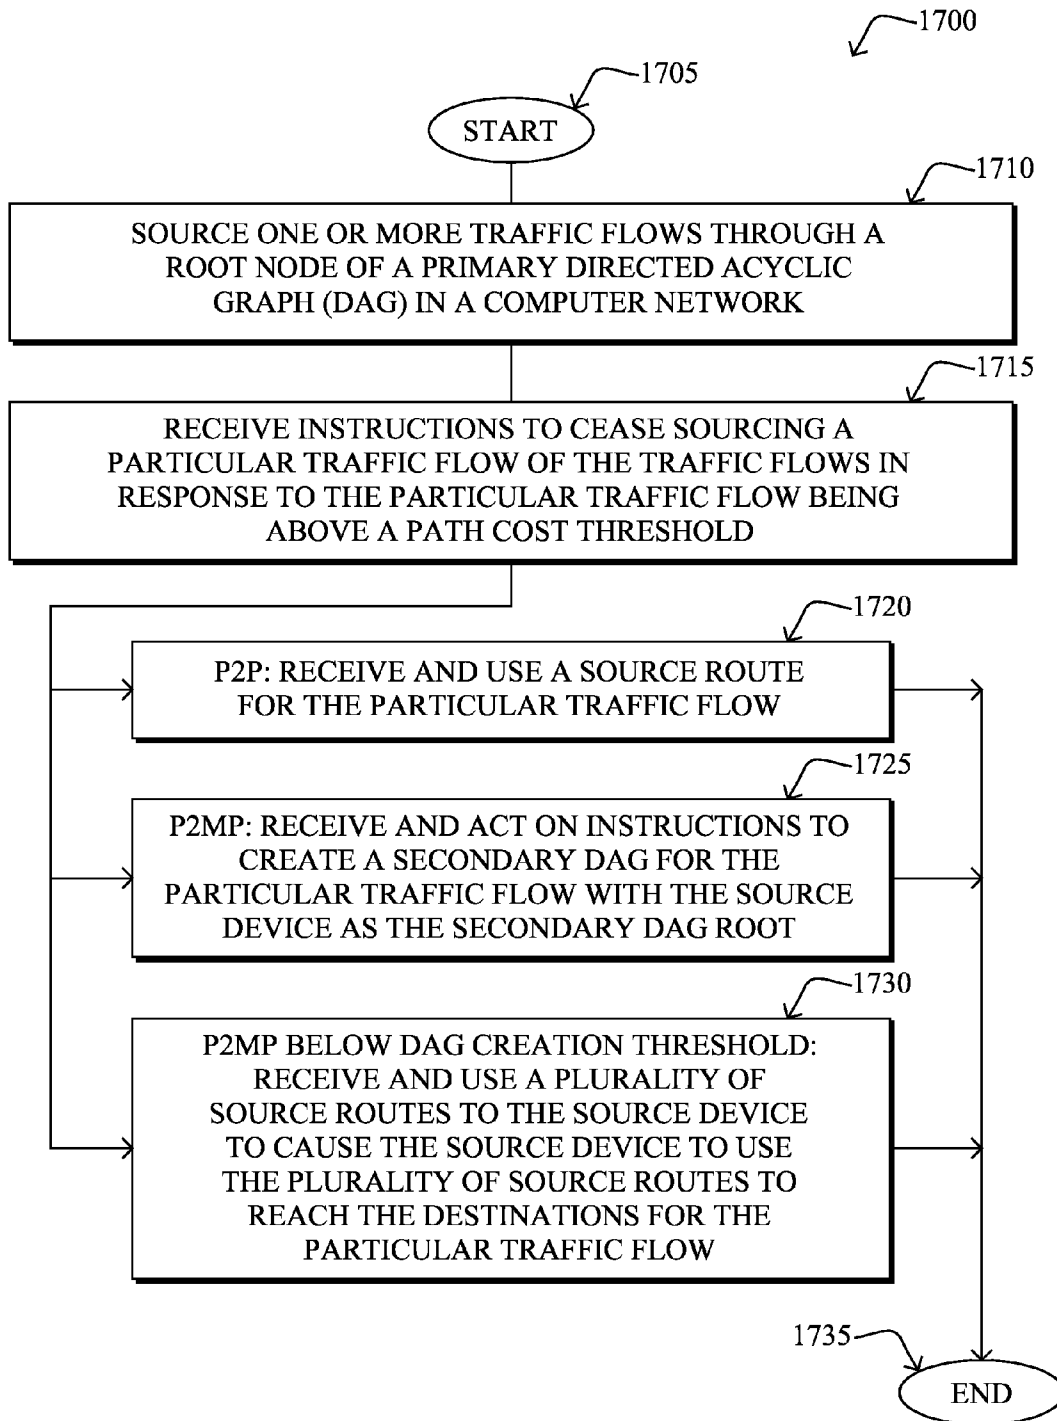 1700
1705
START
1710
SOURCE ONE OR MORE TRAFFIC FLOWS THROUGH A
ROOT NODE OF A PRIMARY DIRECTED ACYCLIC
GRAPH (DAG) IN A COMPUTER NETWORK
1715
RECEIVE INSTRUCTIONS TO CEASE SOURCING A
PARTICULAR TRAFFIC FLOW OF THE TRAFFIC FLOWS IN
RESPONSE TO THE PARTICULAR TRAFFIC FLOW BEING
ABOVE A PATH COST THRESHOLD
1720
P2P: RECEIVE AND USE A SOURCE ROUTE
FOR THE PARTICULAR TRAFFIC FLOW
1725
P2MP: RECEIVE AND ACT ON INSTRUCTIONS TO
CREATE A SECONDARY DAG FOR THE
PARTICULAR TRAFFIC FLOW WITH THE SOURCE
DEVICE AS THE SECONDARY DAG ROOT
1730
P2MP BELOW DAG CREATION THRESHOLD:
RECEIVE AND USE A PLURALITY OF
SOURCE ROUTES TO THE SOURCE DEVICE
TO CAUSE THE SOURCE DEVICE TO USE
THE PLURALITY OF SOURCE ROUTES TO
REACH THE DESTINATIONS FOR THE
PARTICULAR TRAFFIC FLOW
1735
END